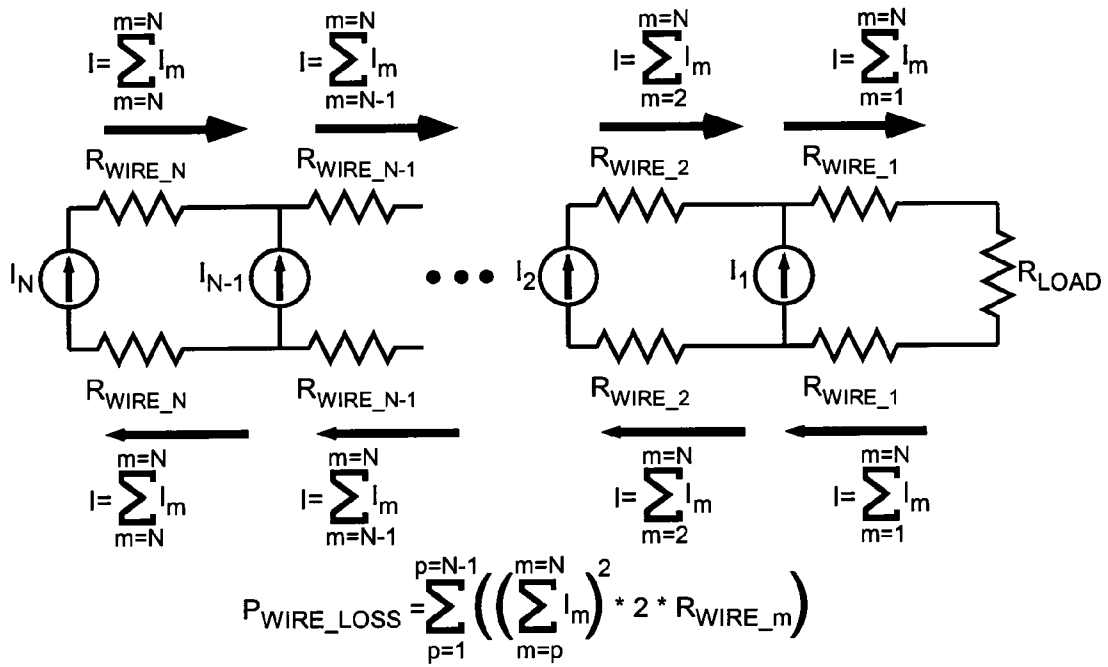 m=N m=N m=N m=N
I=∑I_m I=∑I_m I=∑I_m I=∑I_m
m=N m=N-1 m=2 m=1
R_WIRE_N R_WIRE_N-1 R_WIRE_2 R_WIRE_1
I_N I_N-1 ••• I_2 I_1 R_LOAD
R_WIRE_N R_WIRE_N-1 R_WIRE_2 R_WIRE_1
m=N m=N m=N m=N
I=∑I_m I=∑I_m I=∑I_m I=∑I_m
m=N m=N-1 m=2 m=1
p=N-1 m=N
P_WIRE_LOSS=∑((∑I_m)^2 * 2 * R_WIRE_m)
p=1 m=p